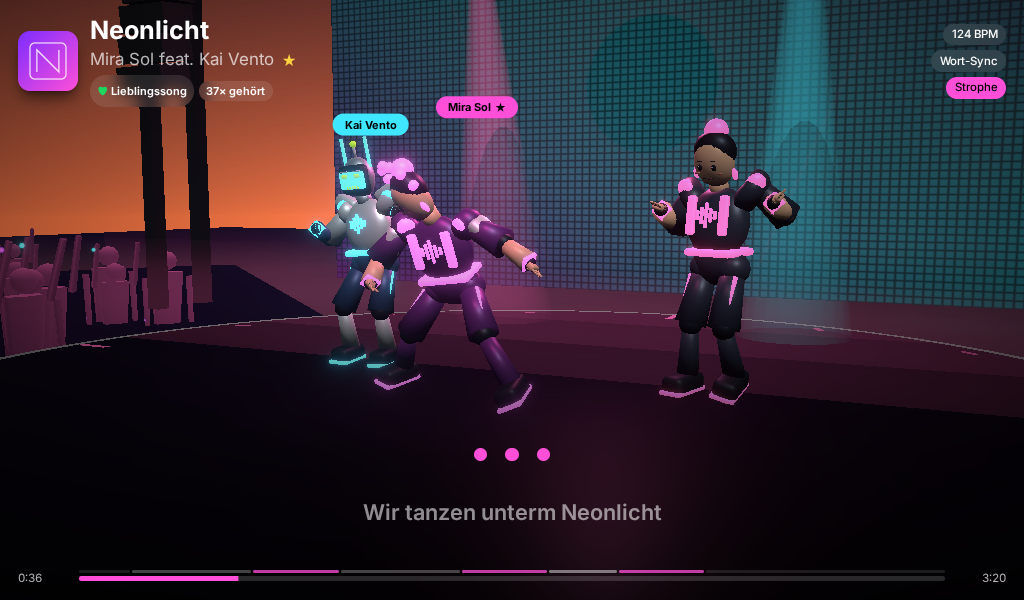 Neonlicht
Mira Sol feat. Kai Vento ★
Lieblingssong
37× gehört
124 BPM
Wort-Sync
Strophe
N
Mira Sol ★
Kai Vento
Wir tanzen unterm Neonlicht
0:36
3:20